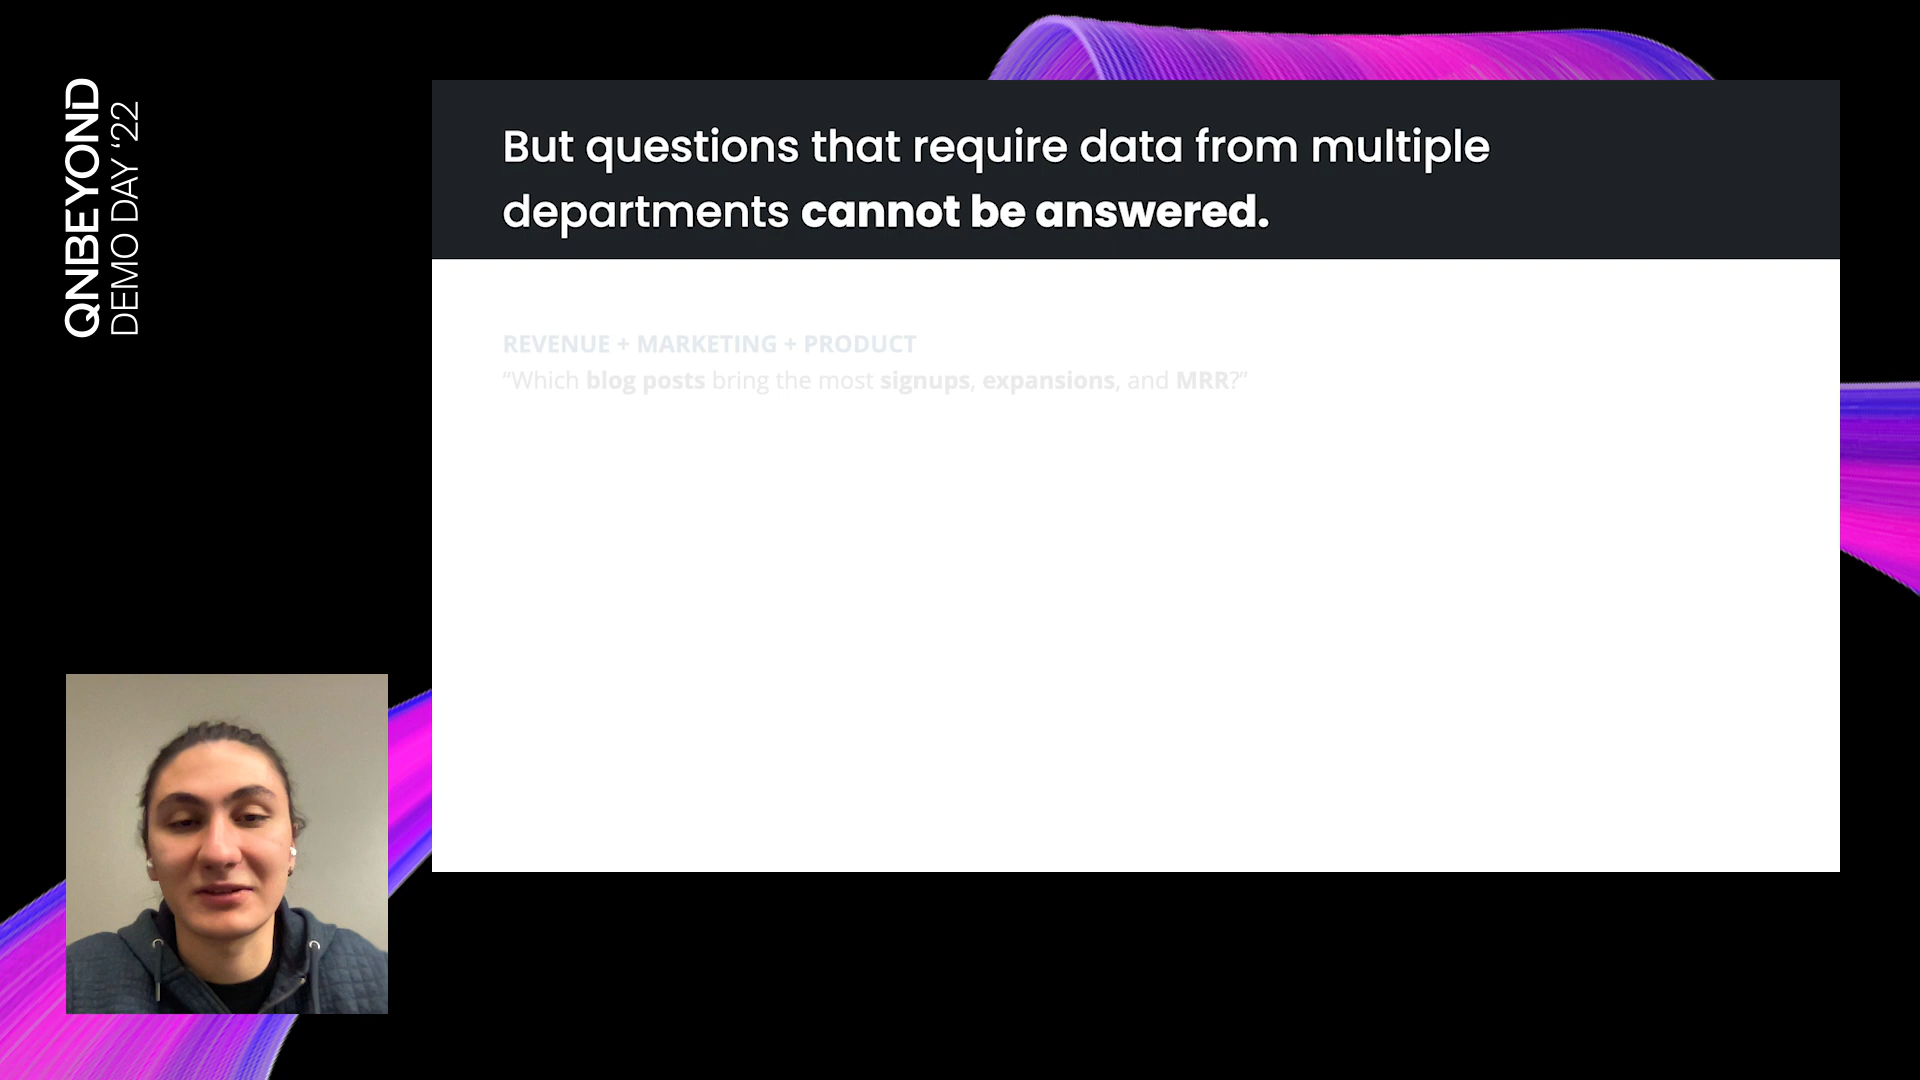 QNBEYOND
DEMO DAY ‘22
But questions that require data from multiple
departments cannot be answered.
REVENUE + MARKETING + PRODUCT
“Which blog posts bring the most signups, expansions, and MRR?”